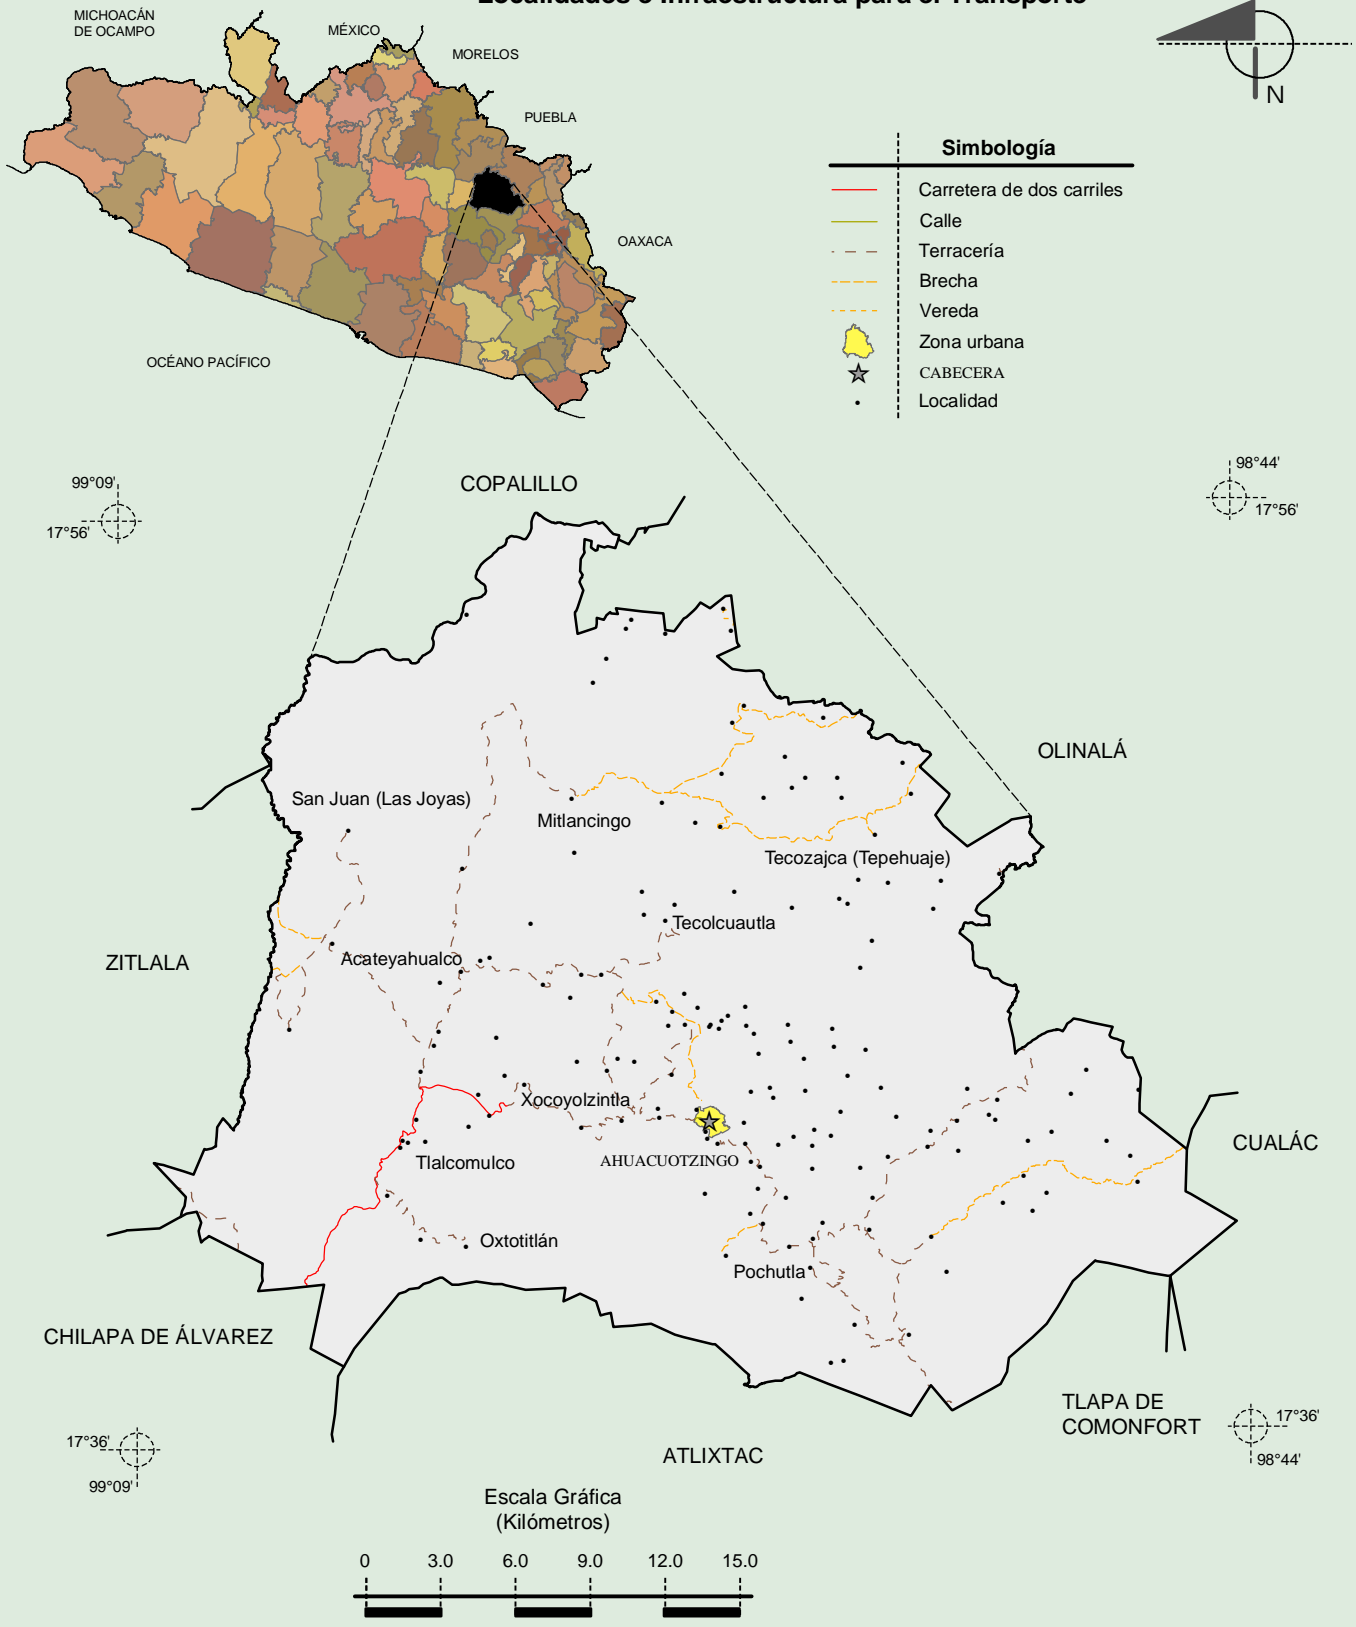 Localidades e Infraestructura para el Transporte
MICHOACÁN
DE OCAMPO
MÉXICO
MORELOS
PUEBLA
OAXACA
OCÉANO PACÍFICO
N
Simbología
Carretera de dos carriles
Calle
Terracería
Brecha
Vereda
Zona urbana
CABECERA
Localidad
99°09'
17°56'
98°44'
17°56'
COPALILLO
OLINALÁ
San Juan (Las Joyas)
Mitlancingo
Tecozajca (Tepehuaje)
Tecolcuautla
ZITLALA
Acateyahualco
Xocoyolzintla
Tlalcomulco
AHUACUOTZINGO
CUALÁC
Oxtotitlán
Pochutla
CHILAPA DE ÁLVAREZ
TLAPA DE
COMONFORT
ATLIXTAC
17°36'
99°09'
17°36'
98°44'
Escala Gráfica
(Kilómetros)
0 3.0 6.0 9.0 12.0 15.0